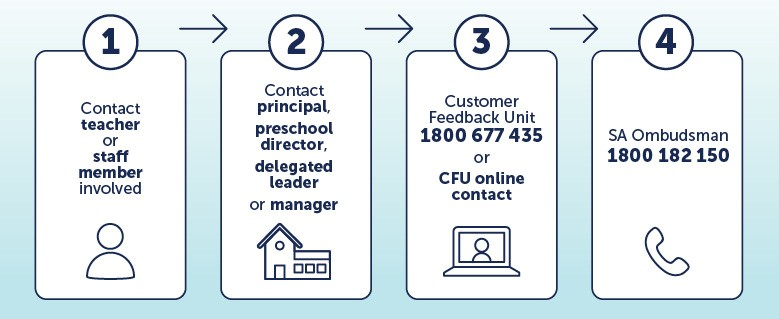 1
Contact
teacher
or
staff
member
involved
2
Contact
principal,
preschool
director,
delegated
leader
or manager
3
Customer
Feedback Unit
1800 677 435
or
CFU online
contact
4
SA Ombudsman
1800 182 150